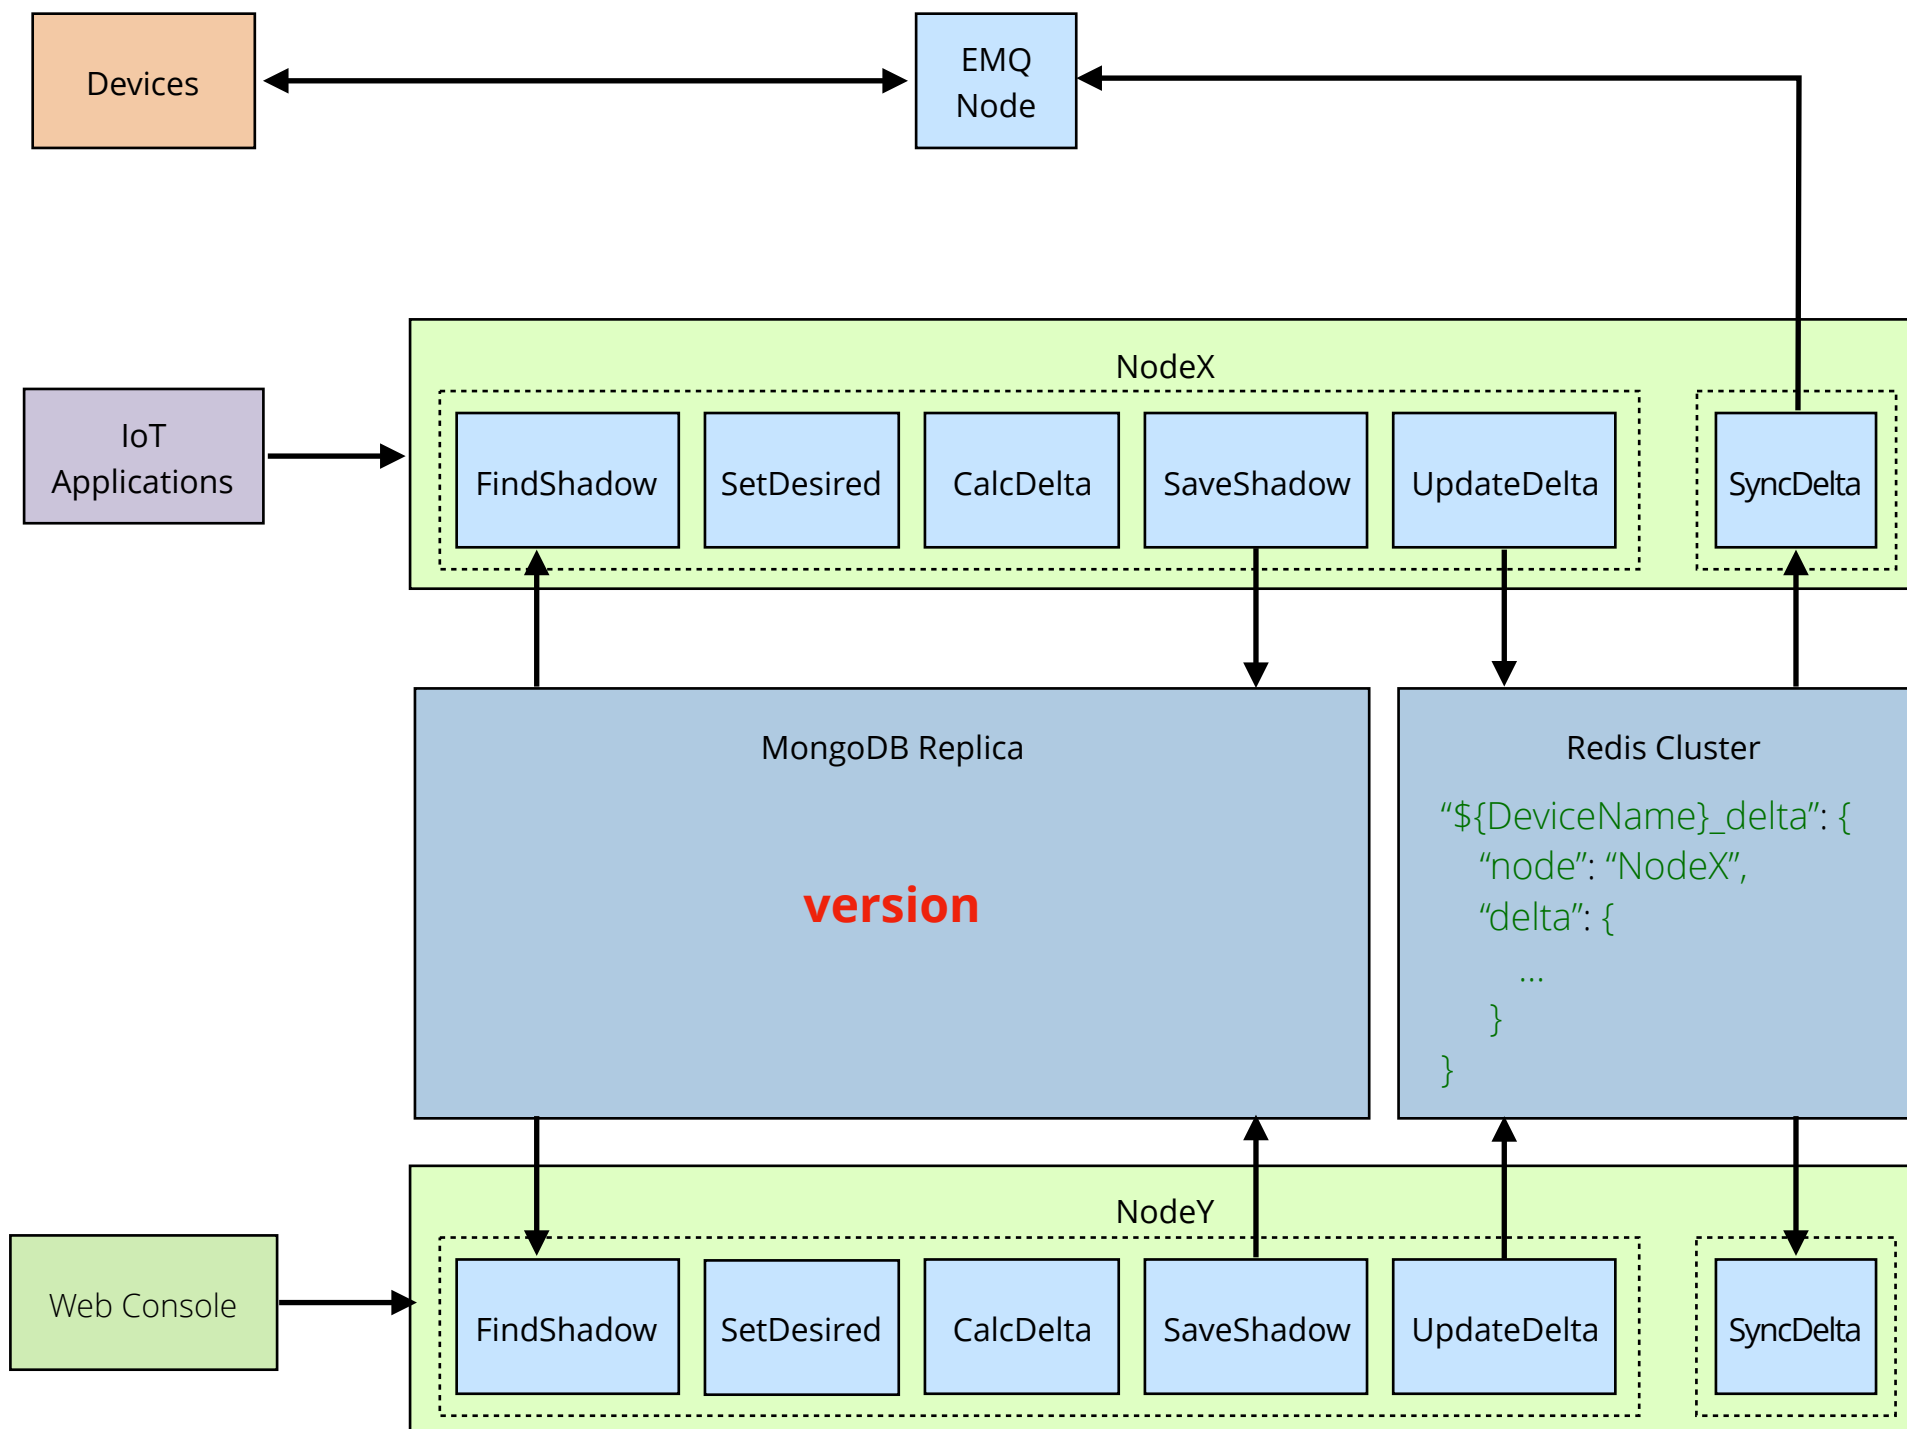 Devices
EMQ
Node
NodeX
IoT
Applications
FindShadow
SetDesired
CalcDelta
SaveShadow
UpdateDelta
SyncDelta
MongoDB Replica
version
Redis Cluster
“${DeviceName}_delta”: {
“node”: “NodeX”,
“delta”: {
...
}
}
NodeY
Web Console
FindShadow
SetDesired
CalcDelta
SaveShadow
UpdateDelta
SyncDelta